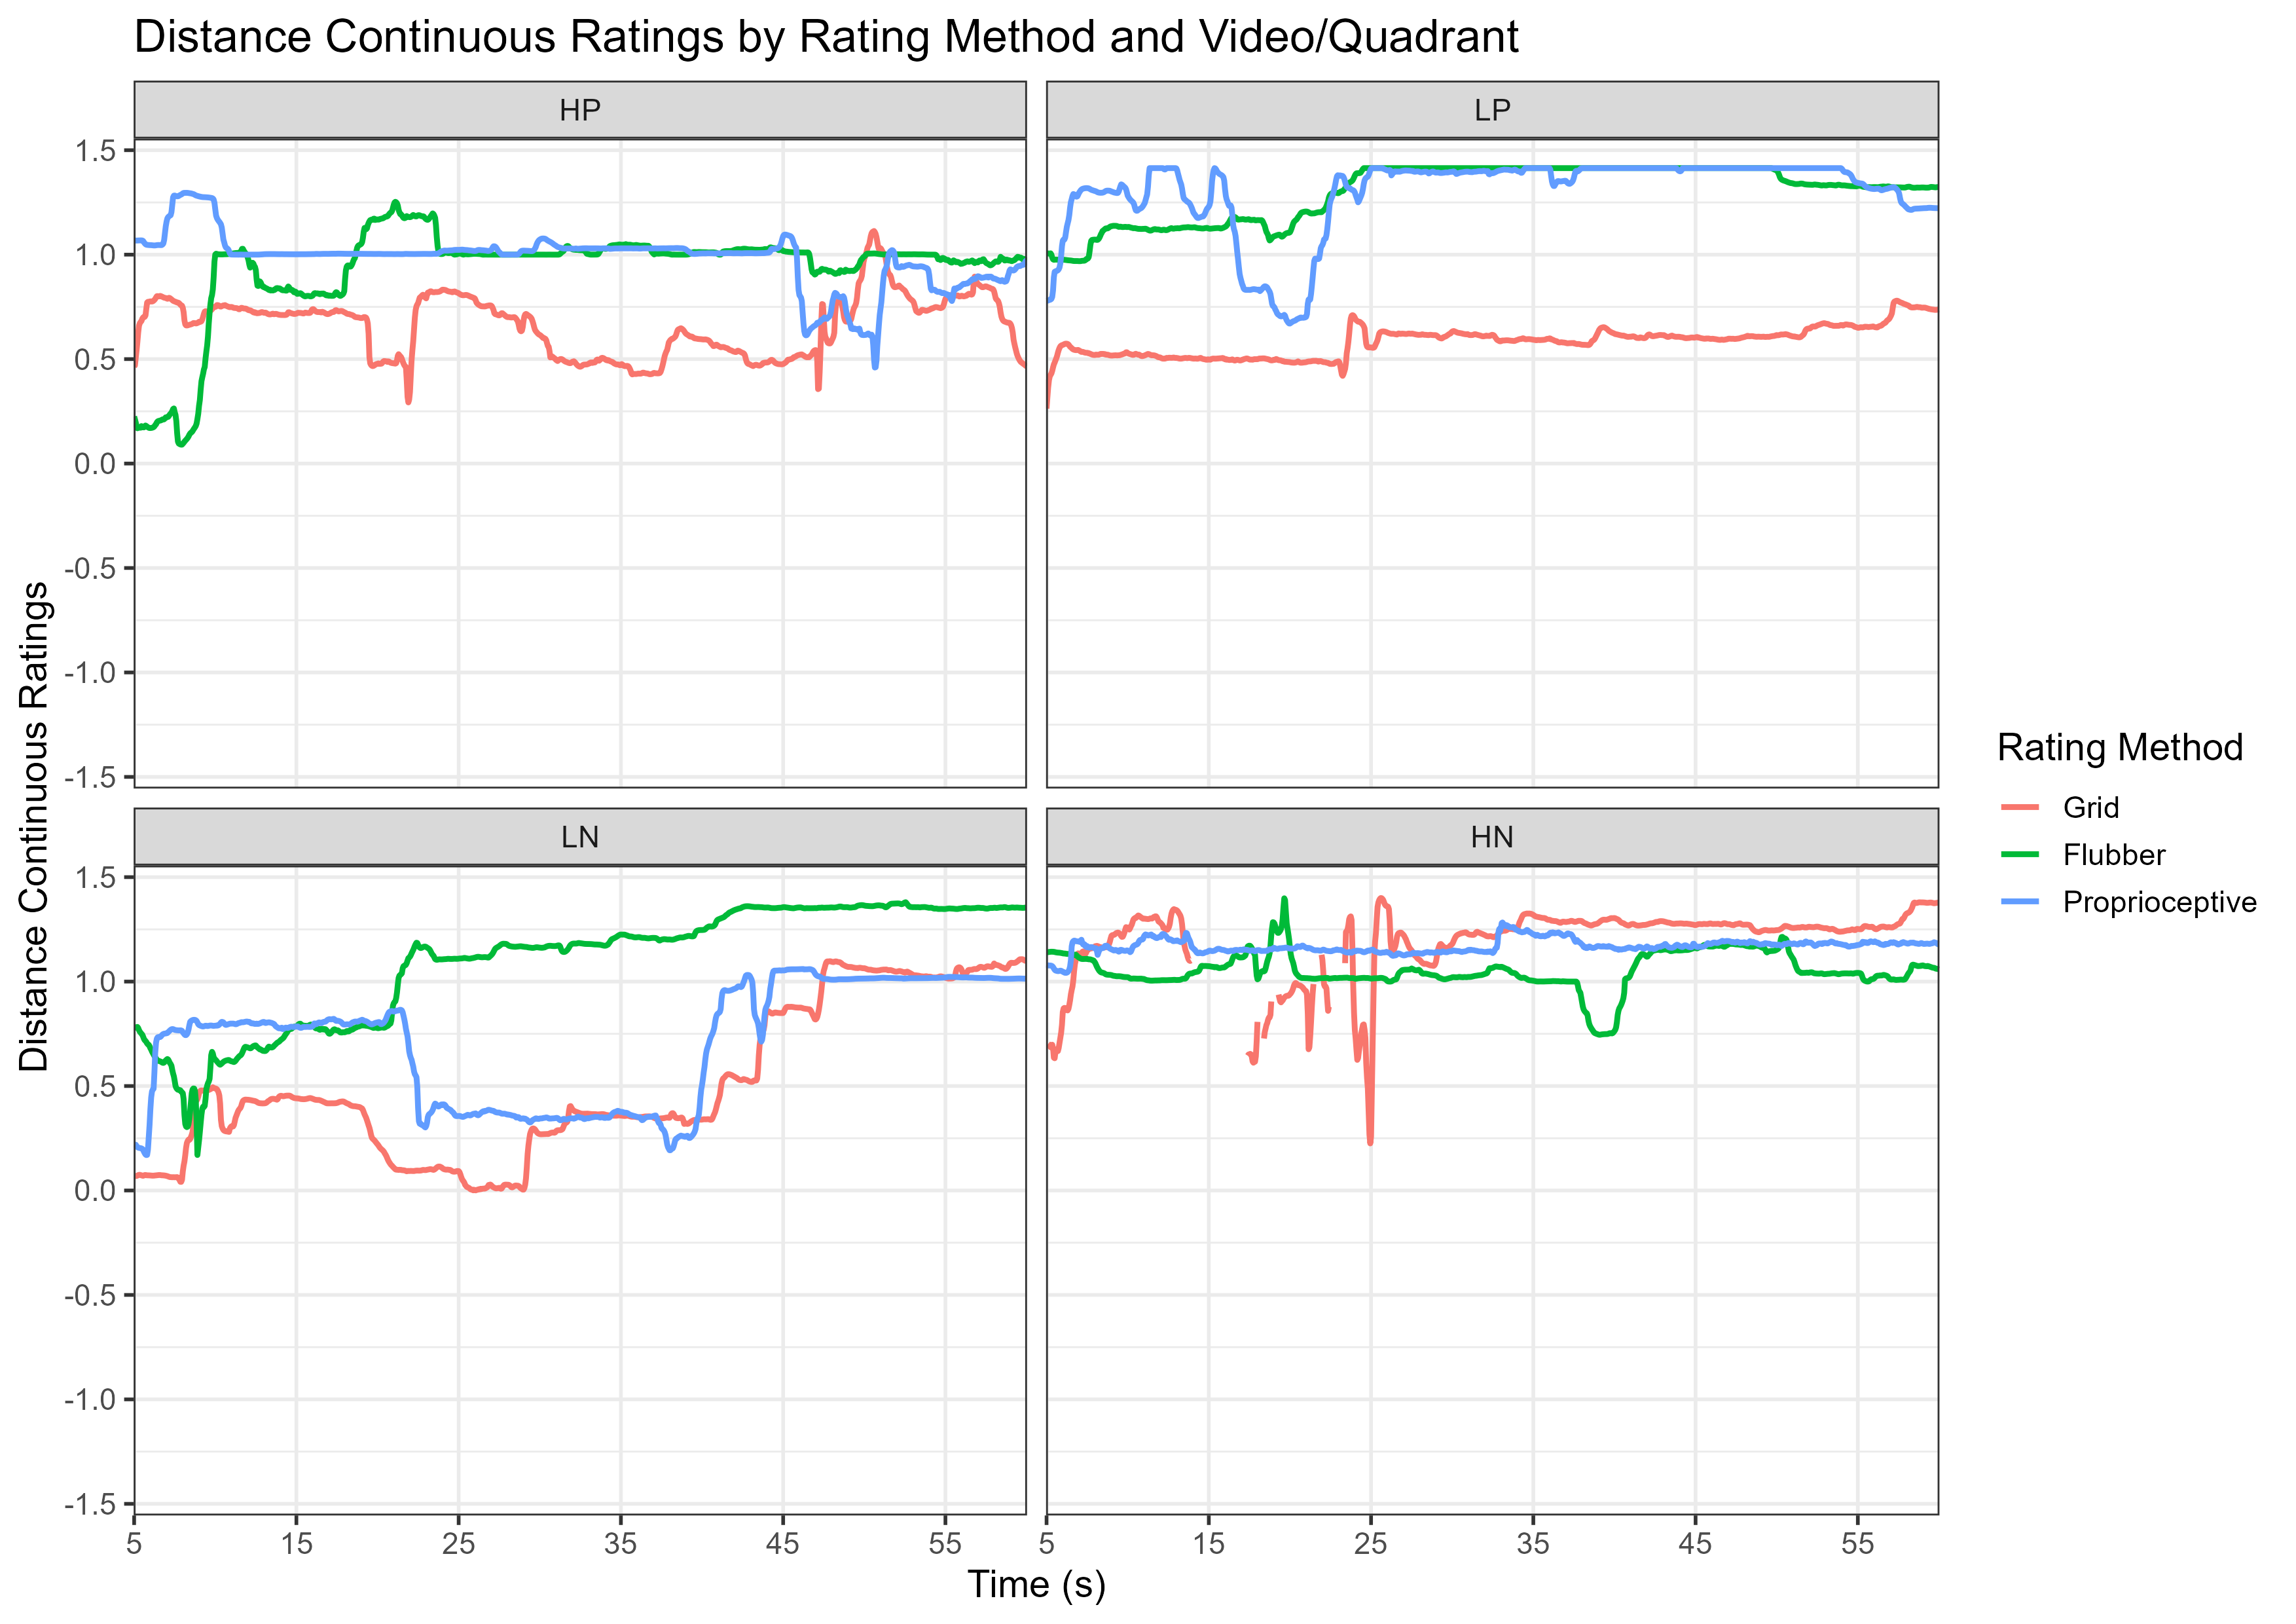 Distance Continuous Ratings by Rating Method and Video/Quadrant
HP
LP
1.5
1.0
0.5
0.0
-0.5
-1.0
-1.5
LN
HN
1.5
1.0
0.5
0.0
-0.5
-1.0
-1.5
5 15 25 35 45 55
5 15 25 35 45 55
Time (s)
Distance Continuous Ratings
Rating Method
Grid
Flubber
Proprioceptive